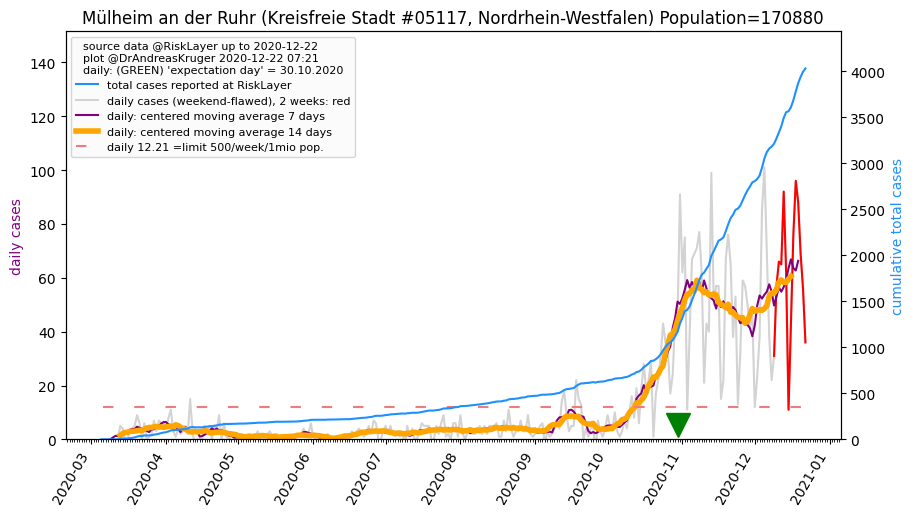 Mülheim an der Ruhr (Kreisfreie Stadt #05117, Nordrhein-Westfalen) Population=170880
source data @RiskLayer up to 2020-12-22
plot @DrAndreasKruger 2020-12-22 07:21
daily: (GREEN) 'expectation day' = 30.10.2020
total cases reported at RiskLayer
daily cases (weekend-flawed), 2 weeks: red
daily: centered moving average 7 days
daily: centered moving average 14 days
daily 12.21 =limit 500/week/1mio pop.
daily cases
140
120
100
80
60
40
20
0
cumulative total cases
4000
3500
3000
2500
2000
1500
1000
500
0
2020-03
2020-04
2020-05
2020-06
2020-07
2020-08
2020-09
2020-10
2020-11
2020-12
2021-01